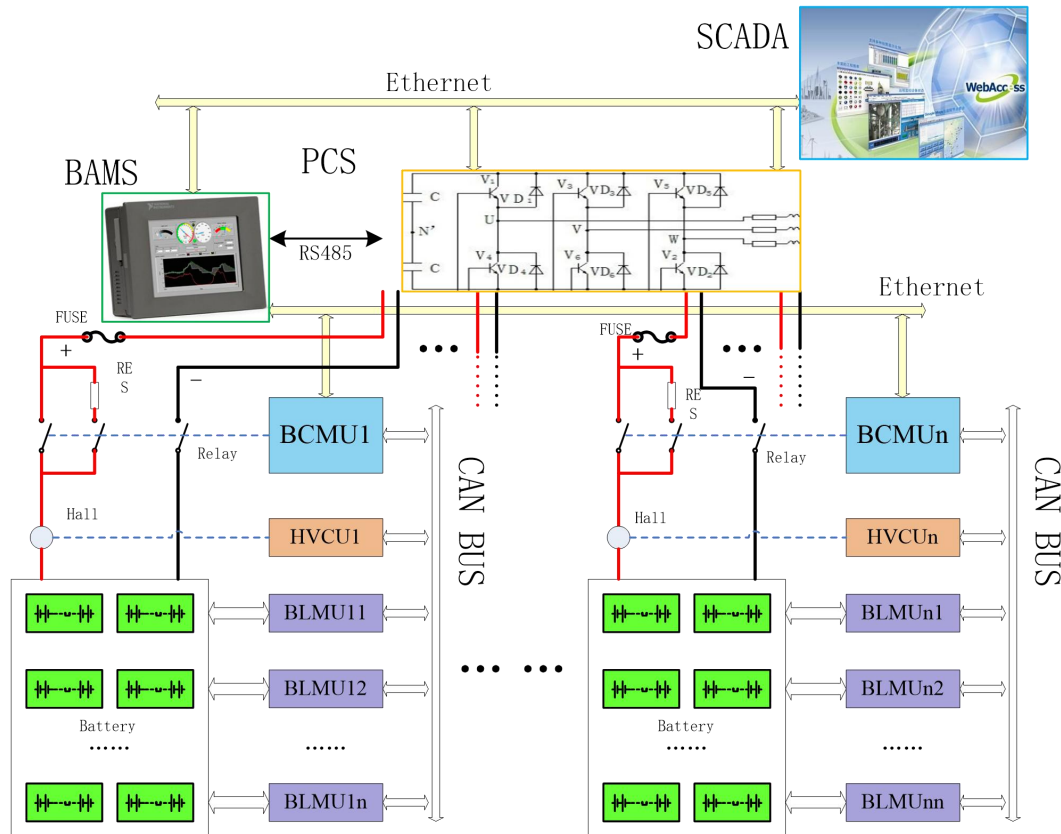 SCADA
WebAccess
Ethernet
BAMS
PCS
RS485
V1
VD1
V3
VD3
V5
VD5
C
N'
C
U
V
W
V4
VD4
V6
VD6
V2
VD2
Ethernet
FUSE
+
RE
S
−
FUSE
+
RE
S
−
BCMU1
Relay
BCMUn
Relay
CAN BUS
CAN BUS
Hall
HVCU1
Hall
HVCUn
BLMU11
BLMUn1
BLMU12
BLMUn2
Battery
......
......
Battery
......
......
BLMU1n
BLMUnn